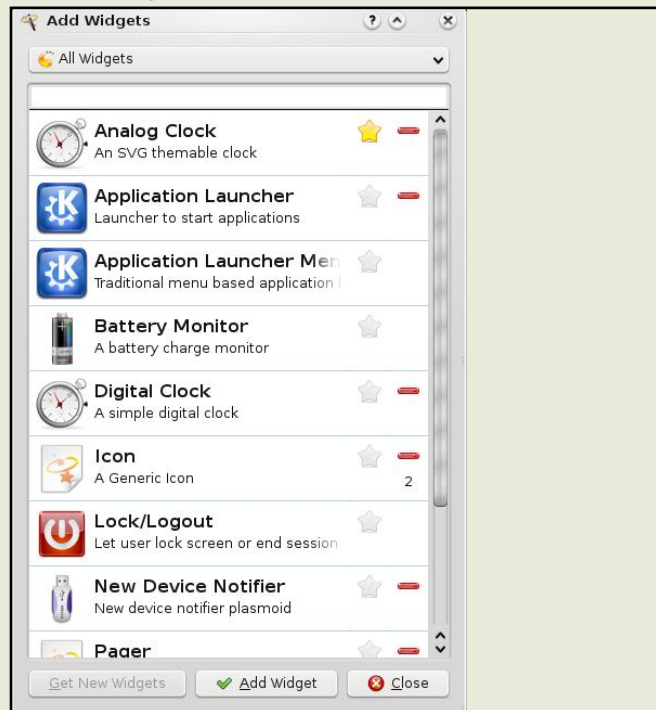 Add Widgets
All Widgets
Analog Clock
An SVG themable clock
Application Launcher
Launcher to start applications
Application Launcher Men
Traditional menu based application
Battery Monitor
A battery charge monitor
Digital Clock
A simple digital clock
Icon
A Generic Icon
2
Lock/Logout
Let user lock screen or end session
New Device Notifier
New device notifier plasmoid
Pager
Get New Widgets
Add Widget
Close